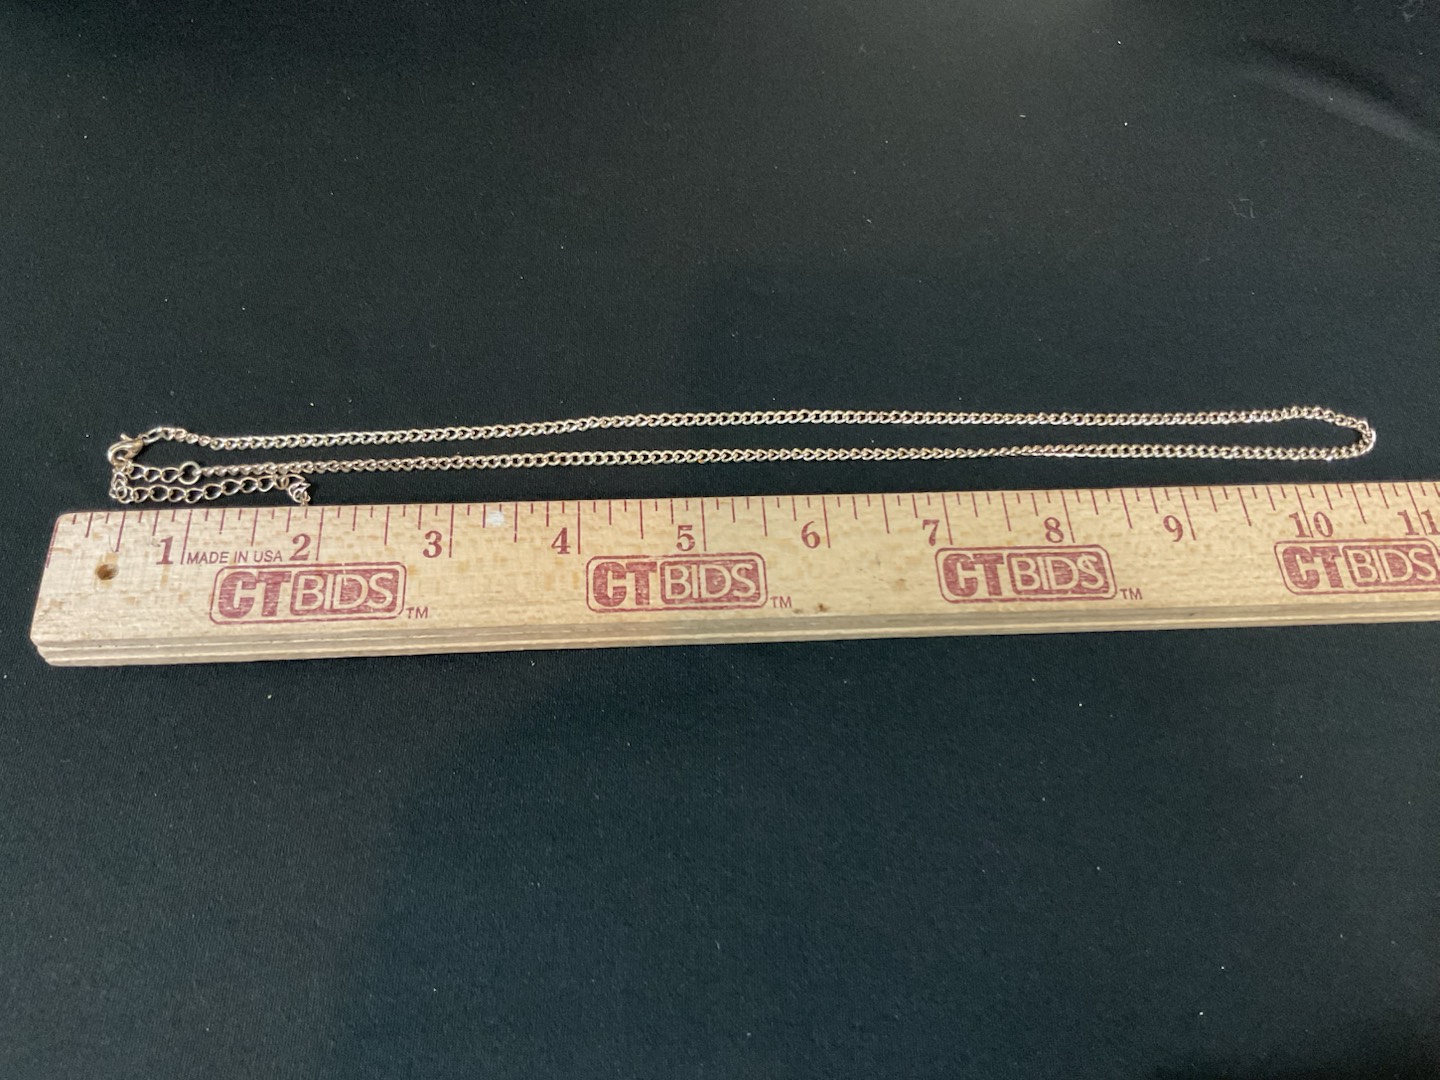 1 MADE IN USA 2 3 4 5 6 7 8 9 10 11
CTBIDS™ CTBIDS™ CTBIDS™ CTBIDS